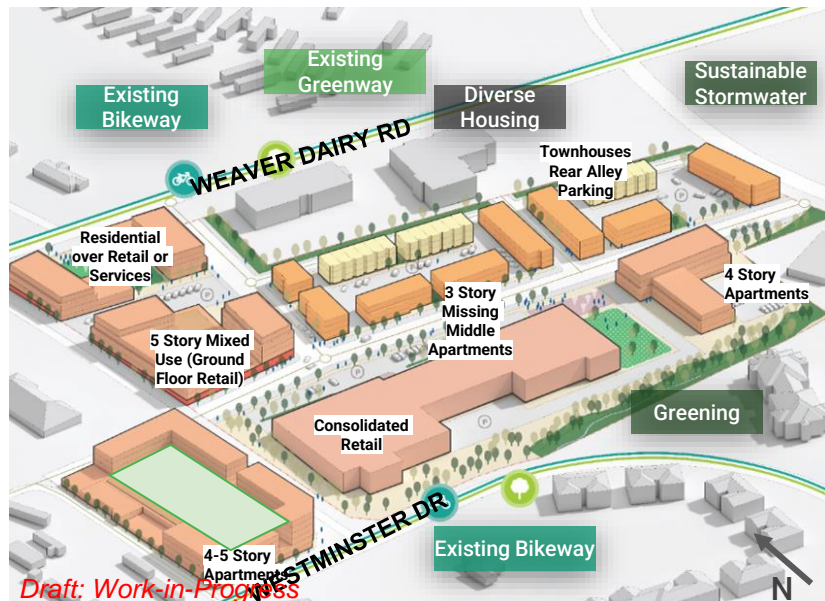 Existing
Greenway
Existing
Bikeway
Diverse
Housing
Sustainable
Stormwater
WEAVER DAIRY RD
Townhouses
Rear Alley
Parking
Residential
over Retail or
Services
4 Story
Apartments
3 Story
Missing
Middle
Apartments
5 Story Mixed
Use (Ground
Floor Retail)
Consolidated
Retail
Greening
WESTMINSTER DR
Existing Bikeway
4-5 Story
Apartments
Draft: Work-in-Progress
N